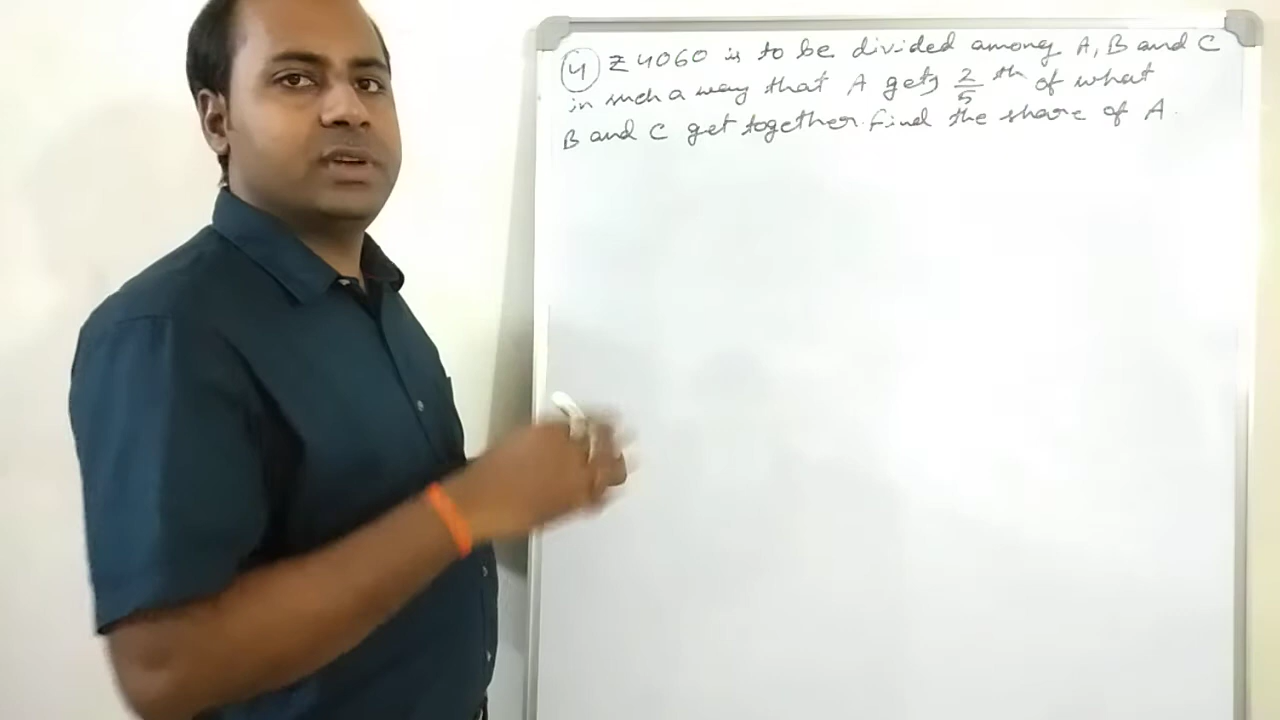 (4) ₹ 4060 is to be divided among A, B and C
in such a way that A gets 2/5 th of what
B and C get together. Find the share of A.